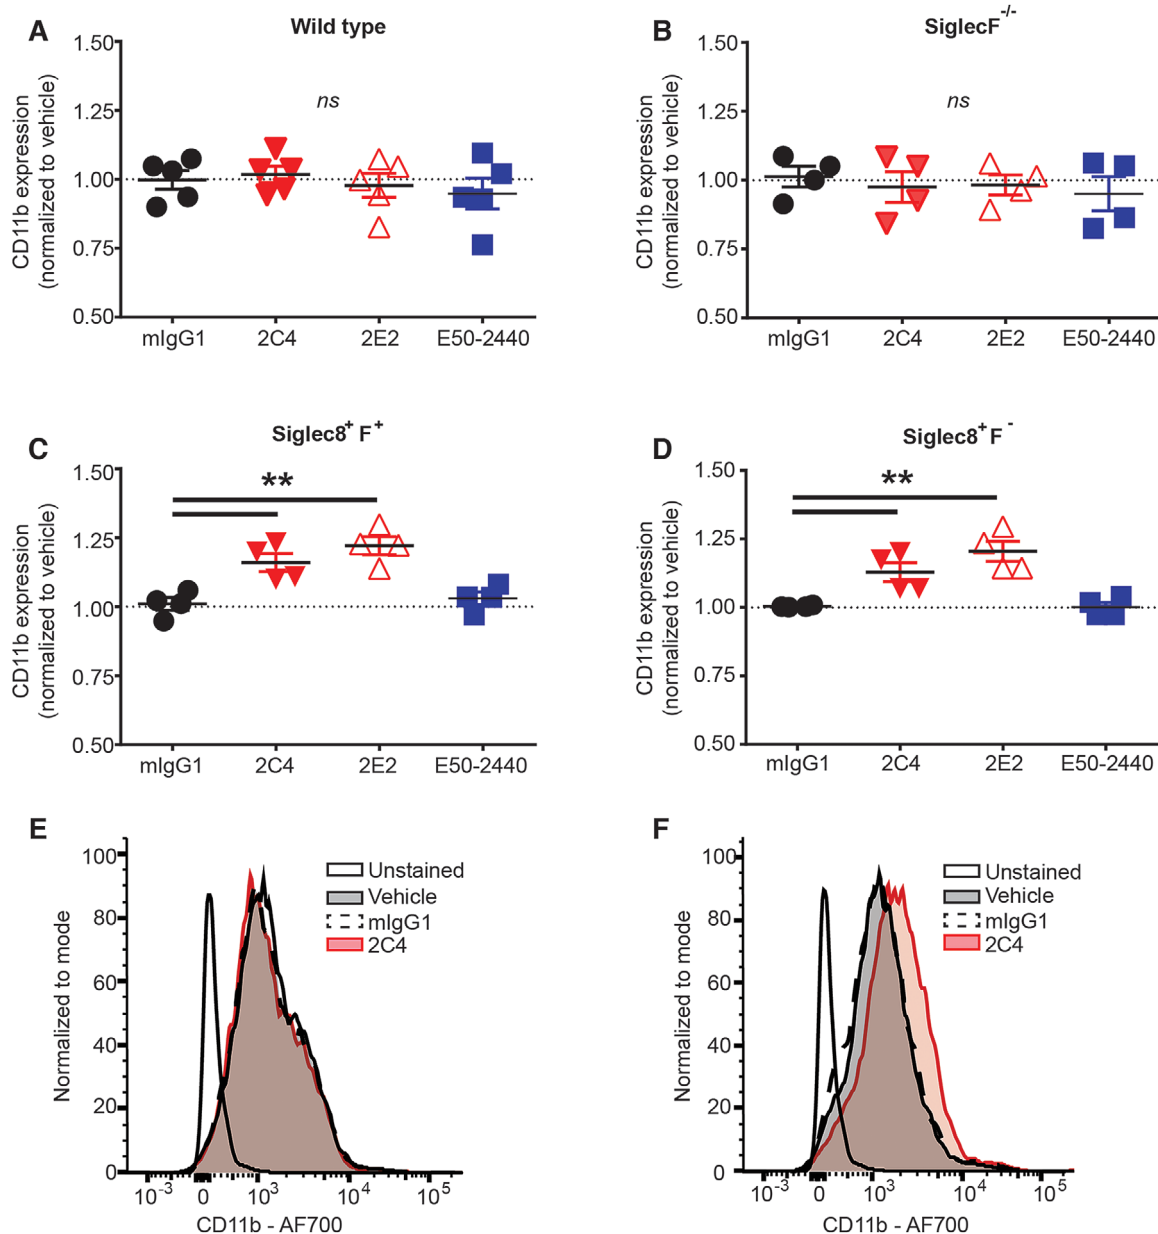 A
Wild type
CD11b expression
(normalized to vehicle)
1.50
1.25
1.00
0.75
0.50
ns
mIgG1
2C4
2E2
E50-2440
B
SiglecF-/-
CD11b expression
(normalized to vehicle)
1.50
1.25
1.00
0.75
0.50
ns
mIgG1
2C4
2E2
E50-2440
C
Siglec8+ F+
CD11b expression
(normalized to vehicle)
1.50
1.25
1.00
0.75
0.50
**
mIgG1
2C4
2E2
E50-2440
D
Siglec8+ F-
CD11b expression
(normalized to vehicle)
1.50
1.25
1.00
0.75
0.50
**
mIgG1
2C4
2E2
E50-2440
E
Normalized to mode
100
80
60
40
20
0
Unstained
Vehicle
mIgG1
2C4
10-3
0
103
104
105
CD11b - AF700
F
Normalized to mode
100
80
60
40
20
0
Unstained
Vehicle
mIgG1
2C4
10-3
0
103
104
105
CD11b - AF700